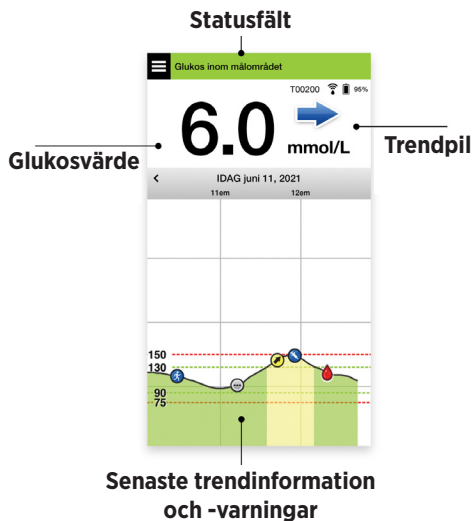 Statusfält
Glukos inom målområdet
T00200 95%
6.0 mmol/L
Glukosvärde
Trendpil
< IDAG juni 11, 2021
11em 12em
150
130
90
75
Senaste trendinformation
och -varningar